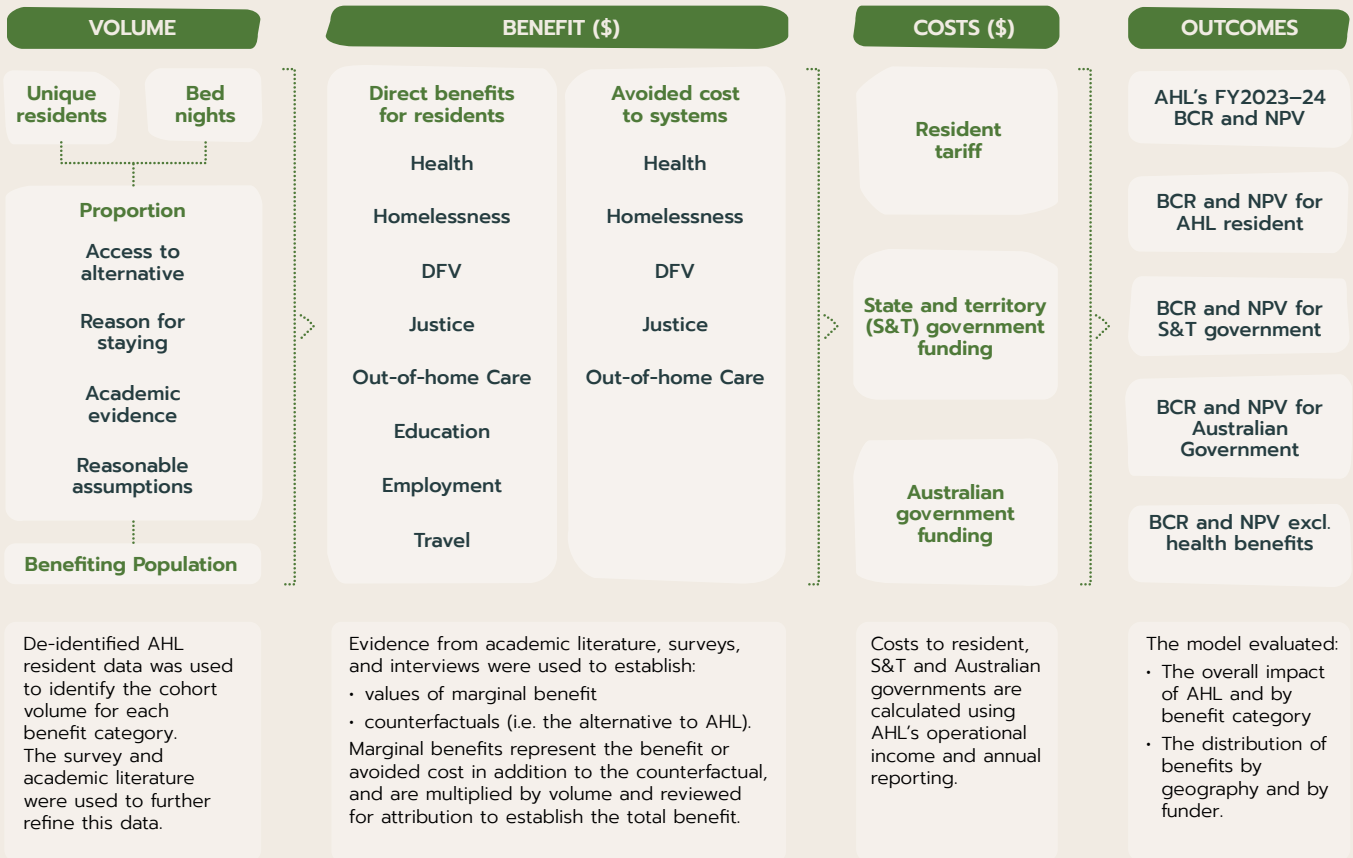 VOLUME
Unique
residents
Bed
nights
Proportion
Access to
alternative
Reason for
staying
Academic
evidence
Reasonable
assumptions
Benefiting Population
De-identified AHL
resident data was used
to identify the cohort
volume for each
benefit category.
The survey and
academic literature
were used to further
refine this data.
BENEFIT ($)
Direct benefits
for residents
Health
Homelessness
DFV
Justice
Out-of-home Care
Education
Employment
Travel
Avoided cost
to systems
Health
Homelessness
DFV
Justice
Out-of-home Care
Evidence from academic literature, surveys,
and interviews were used to establish:
• values of marginal benefit
• counterfactuals (i.e. the alternative to AHL).
Marginal benefits represent the benefit or
avoided cost in addition to the counterfactual,
and are multiplied by volume and reviewed
for attribution to establish the total benefit.
COSTS ($)
Resident
tariff
State and territory
(S&T) government
funding
Australian
government
funding
Costs to resident,
S&T and Australian
governments are
calculated using
AHL’s operational
income and annual
reporting.
OUTCOMES
AHL’s FY2023–24
BCR and NPV
BCR and NPV for
AHL resident
BCR and NPV for
S&T government
BCR and NPV for
Australian
Government
BCR and NPV excl.
health benefits
The model evaluated:
• The overall impact
of AHL and by
benefit category
• The distribution of
benefits by
geography and by
funder.